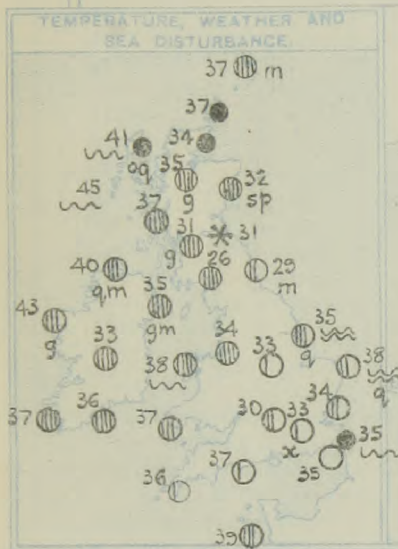 TEMPERATURE, WEATHER AND
SEA DISTURBANCE.
37 m
37
41 34
oq 35 32
45 g sp
37
31 31
g
40 26 29
qm 35 m
43 gm 35
g 33 34 q
38 33 38
q
34
37 36 37 30 33
x 35
37 35
36
39